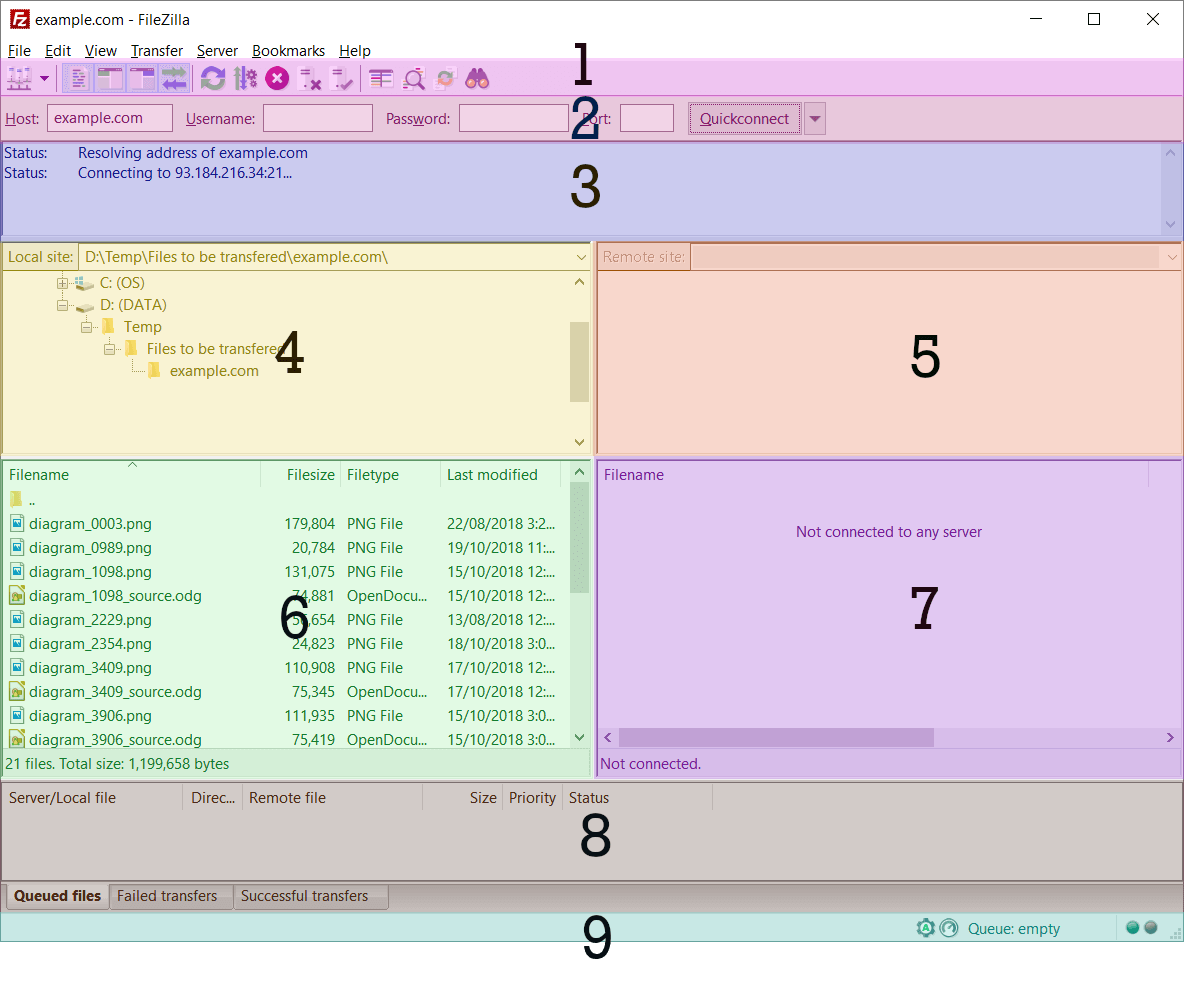 example.com - FileZilla
File Edit View Transfer Server Bookmarks Help
1
Host: example.com Username: Password: Port: Quickconnect
2
Status: Resolving address of example.com
Status: Connecting to 93.184.216.34:21...
3
Local site: D:\Temp\Files to be transfered\example.com\
C: (OS)
D: (DATA)
Temp
Files to be transfered
example.com
4
Remote site:
5
Filename Filesize Filetype Last modified
..
diagram_0003.png 179,804 PNG File 22/08/2018 3:2...
diagram_0989.png 20,784 PNG File 19/10/2018 11:...
diagram_1098.png 131,075 PNG File 15/10/2018 12:...
diagram_1098_source.odg 74,881 OpenDocu... 15/10/2018 12:...
diagram_2229.png 654 PNG File 13/08/2018 12:...
diagram_2354.png 24,823 PNG File 18/10/2018 3:0...
diagram_3409.png 110,908 PNG File 17/10/2018 12:...
diagram_3409_source.odg 75,345 OpenDocu... 17/10/2018 12:...
diagram_3906.png 111,935 PNG File 15/10/2018 3:0...
diagram_3906_source.odg 75,419 OpenDocu... 15/10/2018 3:0...
21 files. Total size: 1,199,658 bytes
6
Filename
Not connected to any server
7
Not connected.
Server/Local file Direc... Remote file Size Priority Status
8
Queued files Failed transfers Successful transfers
Queue: empty
9